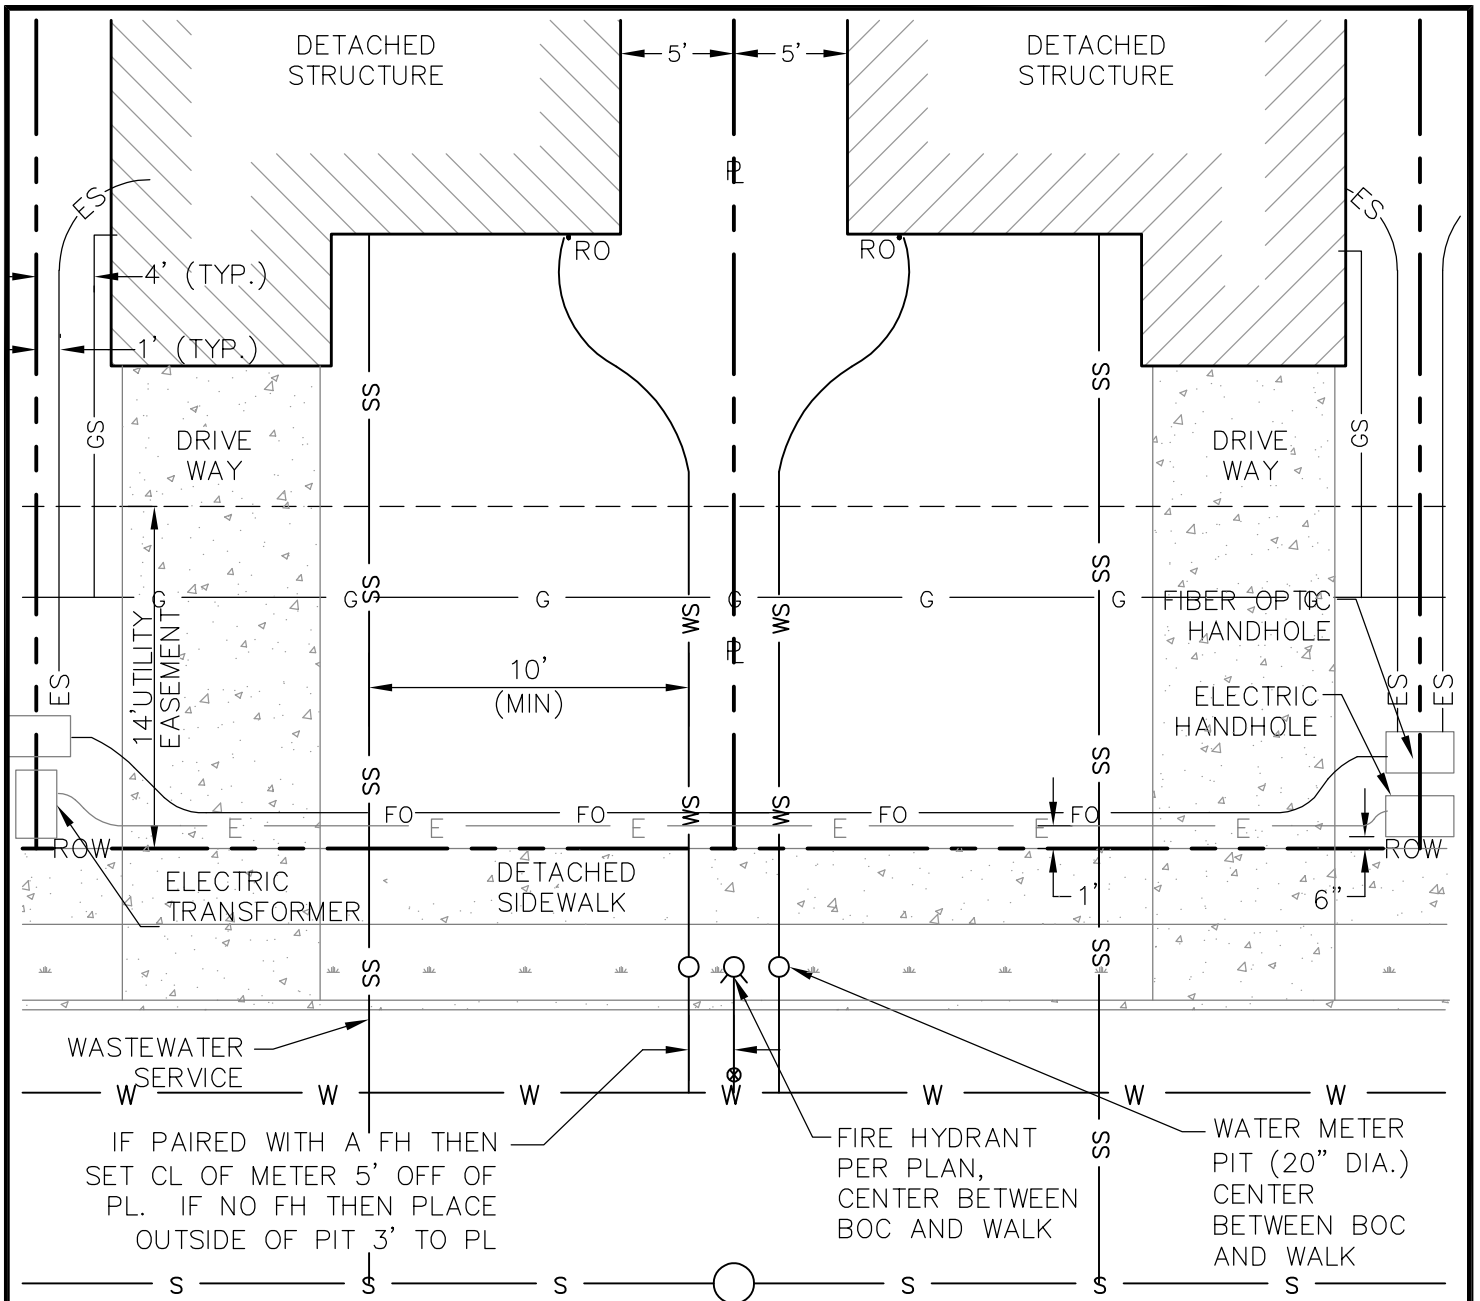 DETACHED
STRUCTURE
5'
5'
DETACHED
STRUCTURE
PL
ES
ES
RO
RO
4' (TYP.)
1' (TYP.)
SS
SS
GS
DRIVE
WAY
DRIVE
WAY
GS
SS
SS
G
G
G
G
G
G
G
FIBER OPTIC
HANDHOLE
WS
WS
14' UTILITY
EASEMENT
PL
10'
(MIN)
ES
ES
ES
ELECTRIC
HANDHOLE
SS
SS
FO
FO
WS
WS
FO
FO
E
E
E
E
E
E
ROW
ROW
DETACHED
SIDEWALK
ELECTRIC
TRANSFORMER
1'
6"
SS
SS
WASTEWATER
SERVICE
W
W
W
W
W
W
W
IF PAIRED WITH A FH THEN
SET CL OF METER 5' OFF OF
PL. IF NO FH THEN PLACE
OUTSIDE OF PIT 3' TO PL
FIRE HYDRANT
PER PLAN,
CENTER BETWEEN
BOC AND WALK
SS
WATER METER
PIT (20" DIA.)
CENTER
BETWEEN BOC
AND WALK
S
S
S
S
S
S